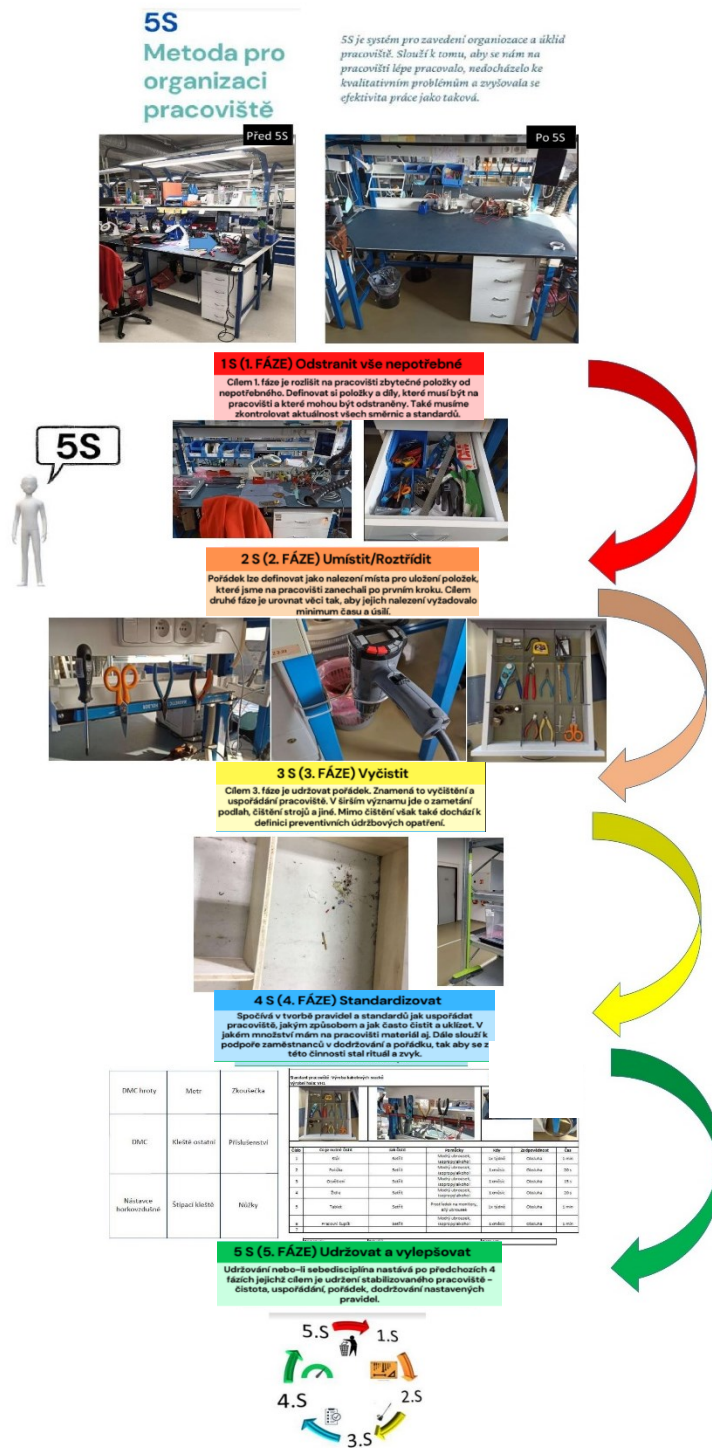 5S
Metoda pro
organizaci
pracoviště
5S je systém pro zavedení organiozace a úklid
pracoviště. Slouží k tomu, aby se nám na
pracovišti lépe pracovalo, nedocházelo ke
kvalitativním problémům a zvyšovala se
efektivita práce jako taková.
Před 5S
Po 5S
1 S (1. FÁZE) Odstranit vše nepotřebné
Cílem 1. fáze je rozlišit na pracovišti zbytečné položky od
nepotřebného. Definovat si položky a díly, které musí být na
pracovišti a které mohou být odstraněny. Také musíme
zkontrolovat aktuálnost všech směrnic a standardů.
5S
2 S (2. FÁZE) Umístit/Roztřídit
Pořádek lze definovat jako nalezení místa pro uložení položek,
které jsme na pracovišti zanechali po prvním kroku. Cílem
druhé fáze je urovnat věci tak, aby jejich nalezení vyžadovalo
minimum času a úsilí.
3 S (3. FÁZE) Vyčistit
Cílem 3. fáze je udržovat pořádek. Znamená to vyčištění a
uspořádání pracoviště. V širším významu jde o zametání
podlah, čištění strojů a jiné. Mimo čištění však také dochází k
definici preventivních údržbových opatření.
4 S (4. FÁZE) Standardizovat
Spočívá v tvorbě pravidel a standardů jak uspořádat
pracoviště, jakým způsobem a jak často čistit a uklízet. V
jakém množství mám na pracovišti materiál aj. Dále slouží k
podpoře zaměstnanců v dodržování a pořádku, tak aby se z
této činnosti stal rituál a zvyk.
DMC hroty Metr Zkoušečka
DMC Kleště ostatní Příslušenství
Nástavce
horkovzdušné Štípací kleště Nůžky
Číslo Pomůcky Kdy Zodpovědnost Čas
5 S (5. FÁZE) Udržovat a vylepšovat
Udržování nebo-li sebedisciplína nastává po předchozích 4
fázích jejichž cílem je udržení stabilizovaného pracoviště -
čistota, uspořádání, pořádek, dodržování nastavených
pravidel.
5.S 1.S
4.S 2.S
3.S